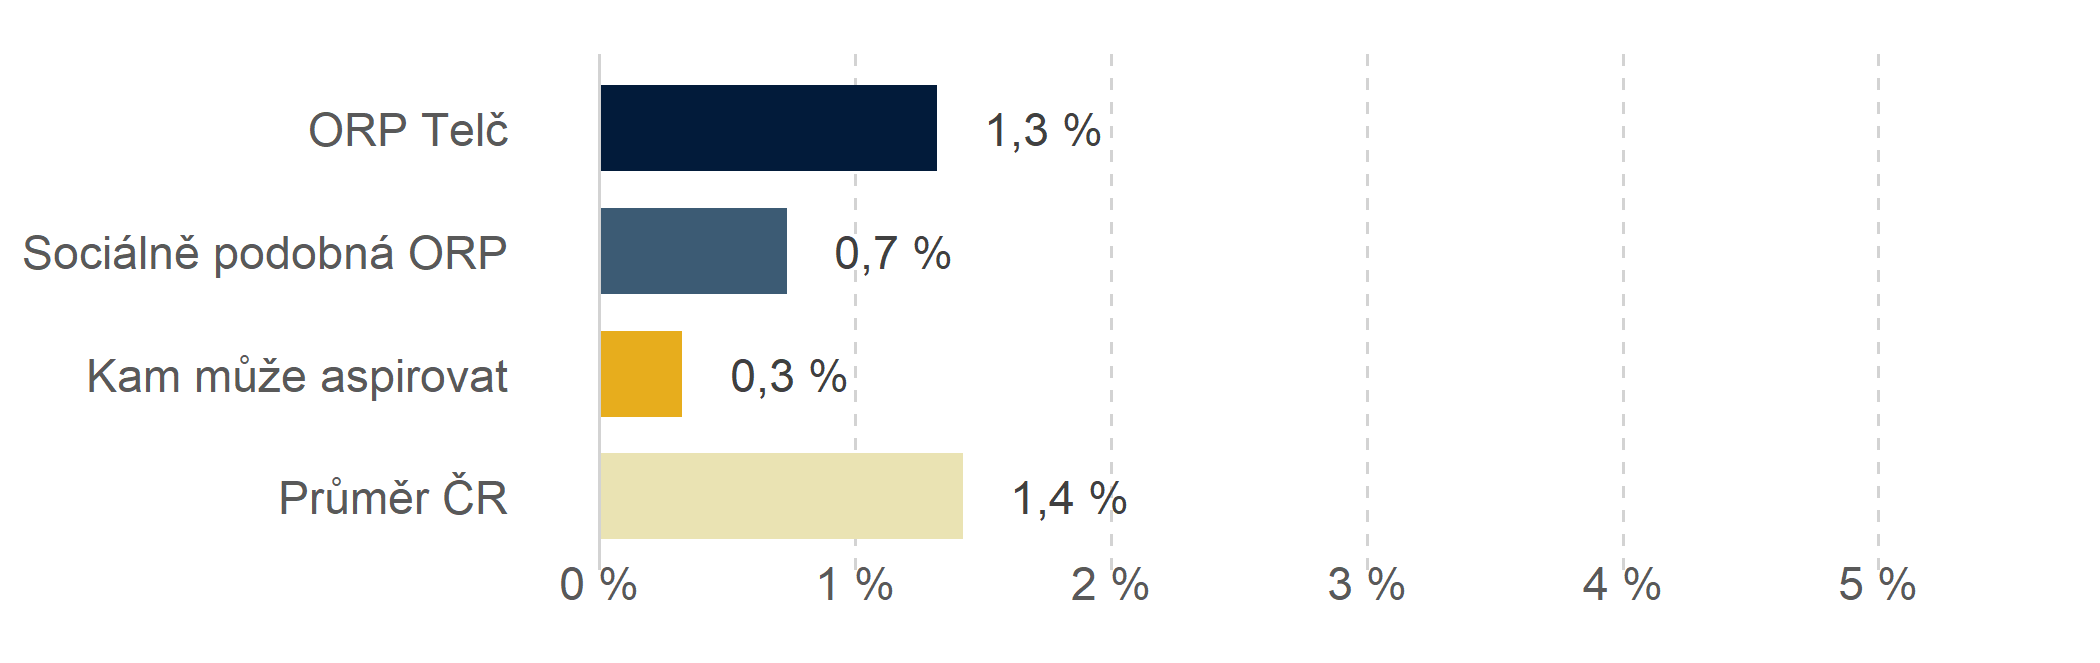 ORP Telč 1,3 %
Sociálně podobná ORP 0,7 %
Kam může aspirovat 0,3 %
Průměr ČR 1,4 %
0 % 1 % 2 % 3 % 4 % 5 %